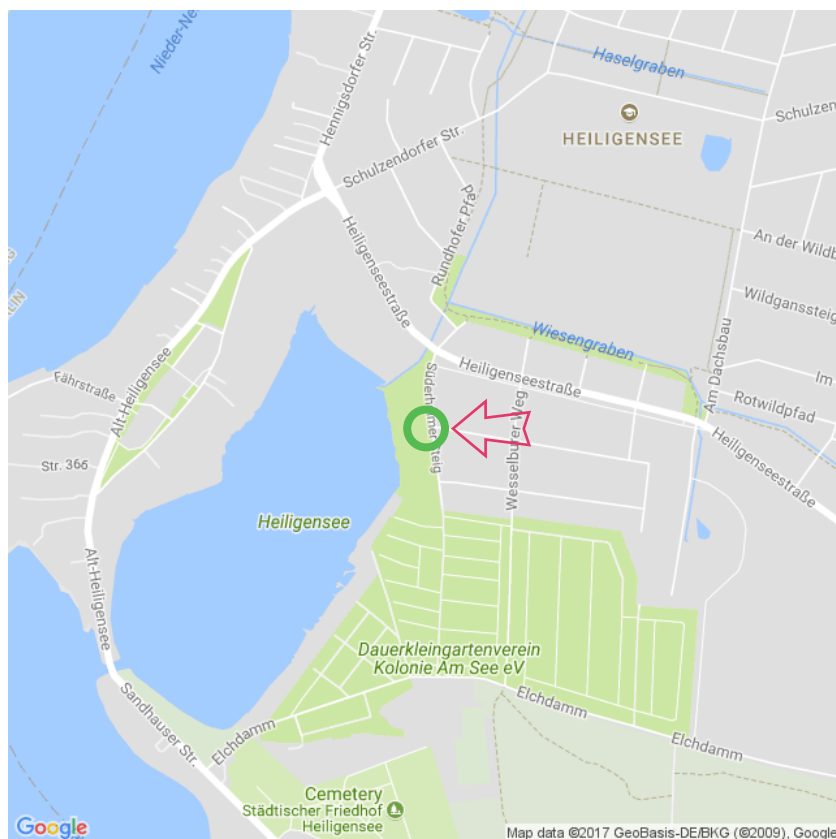 Nieder-Ne
Haselgraben
Hennigsdorfer Str.
Schulzendorfer Str.
Schulzen
HEILIGENSEE
Rundhofer Pfad
Heiligenseestraße
An der Wildb
Wildganssteig
Wiesengraben
Am Dachsbau
Im
Heiligenseestraße
Rotwildpfad
Fährstraße
Alt-Heiligensee
Str. 366
Wesselburer Weg
Heiligenseestraße
Heiligensee
Alt-Heiligensee
Dauerkleingartenverein
Kolonie Am See eV
Sandhauser Str.
Elchdamm
Elchdamm
Elchdamm
Cemetery
Städtischer Friedhof
Heiligensee
Google
Map data ©2017 GeoBasis-DE/BKG (©2009), Google